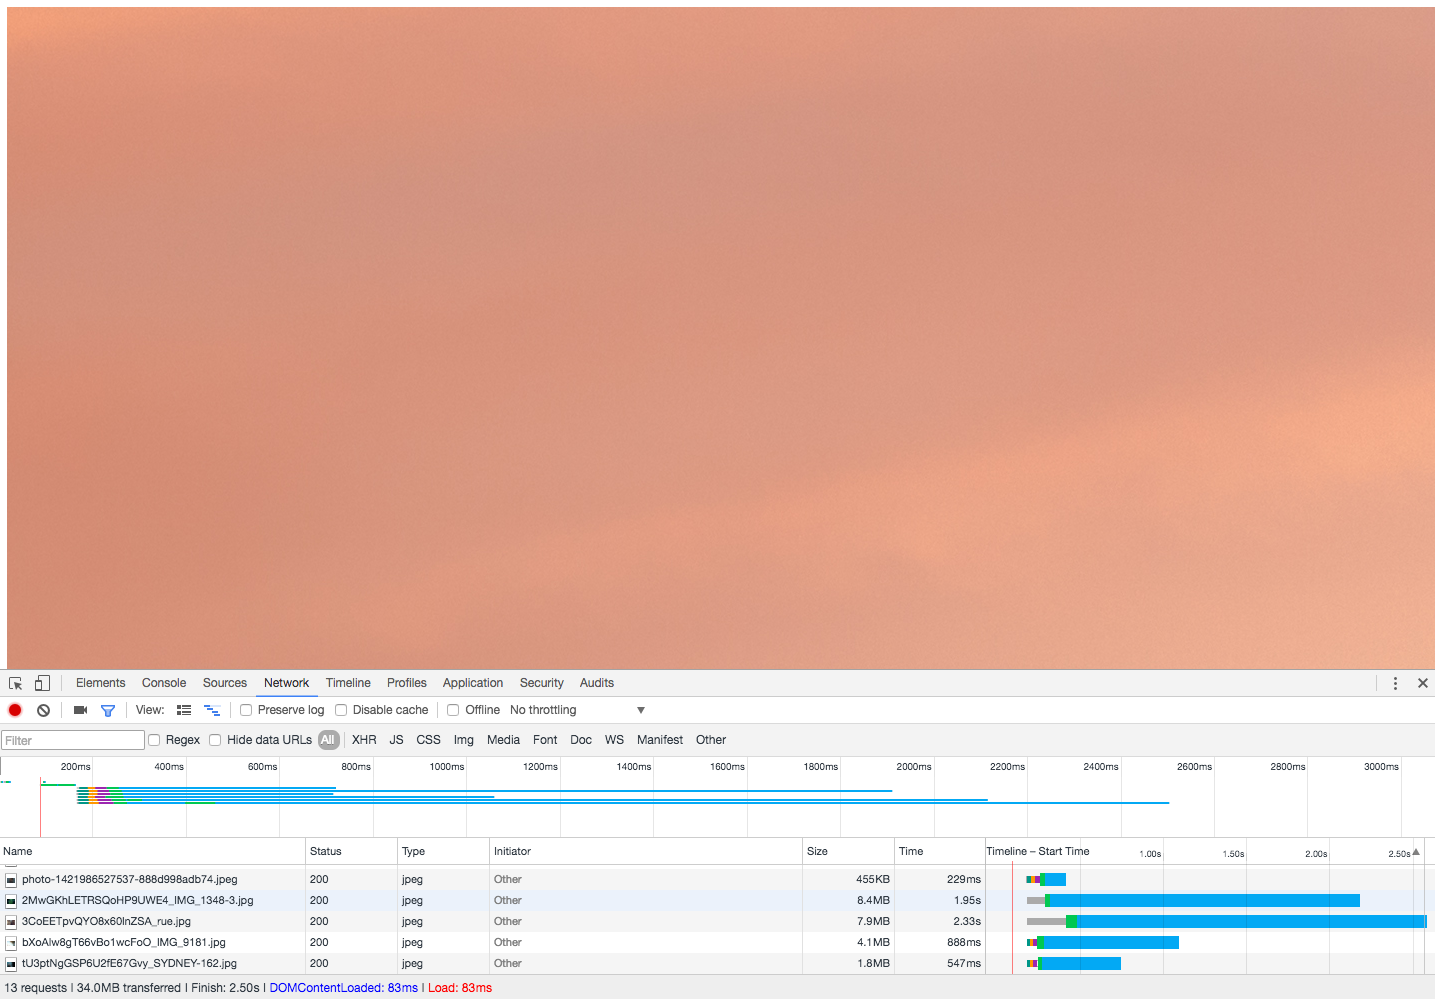 Elements Console Sources Network Timeline Profiles Application Security Audits
View: Preserve log Disable cache Offline No throttling
Filter Regex Hide data URLs All XHR JS CSS Img Media Font Doc WS Manifest Other
200ms 400ms 600ms 800ms 1000ms 1200ms 1400ms 1600ms 1800ms 2000ms 2200ms 2400ms 2600ms 2800ms 3000ms
Name Status Type Initiator Size Time Timeline – Start Time 1.00s 1.50s 2.00s 2.50s
photo-1421986527537-888d998adb74.jpeg 200 jpeg Other 455KB 229ms
2MwGKhLETRSQoHP9UWE4_IMG_1348-3.jpg 200 jpeg Other 8.4MB 1.95s
3CoEETpvQYO8x60lnZSA_rue.jpg 200 jpeg Other 7.9MB 2.33s
bXoAlw8gT66vBo1wcFoO_IMG_9181.jpg 200 jpeg Other 4.1MB 888ms
tU3ptNgGSP6U2fE67Gvy_SYDNEY-162.jpg 200 jpeg Other 1.8MB 547ms
13 requests | 34.0MB transferred | Finish: 2.50s | DOMContentLoaded: 83ms | Load: 83ms